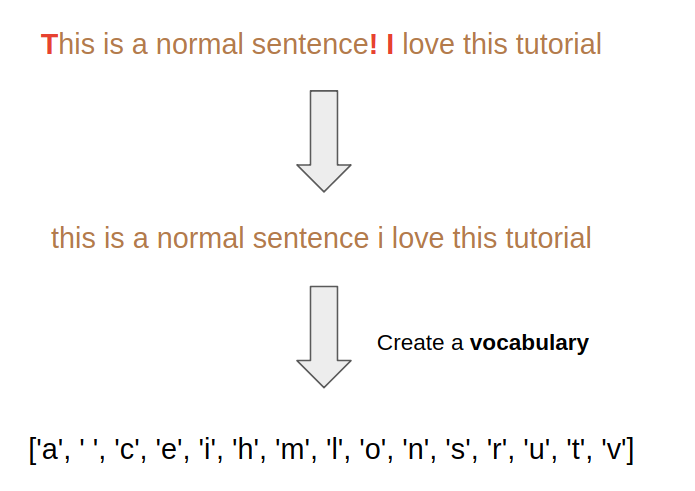 This is a normal sentence! I love this tutorial
this is a normal sentence i love this tutorial
Create a vocabulary
['a', ' ', 'c', 'e', 'i', 'h', 'm', 'l', 'o', 'n', 's', 'r', 'u', 't', 'v']